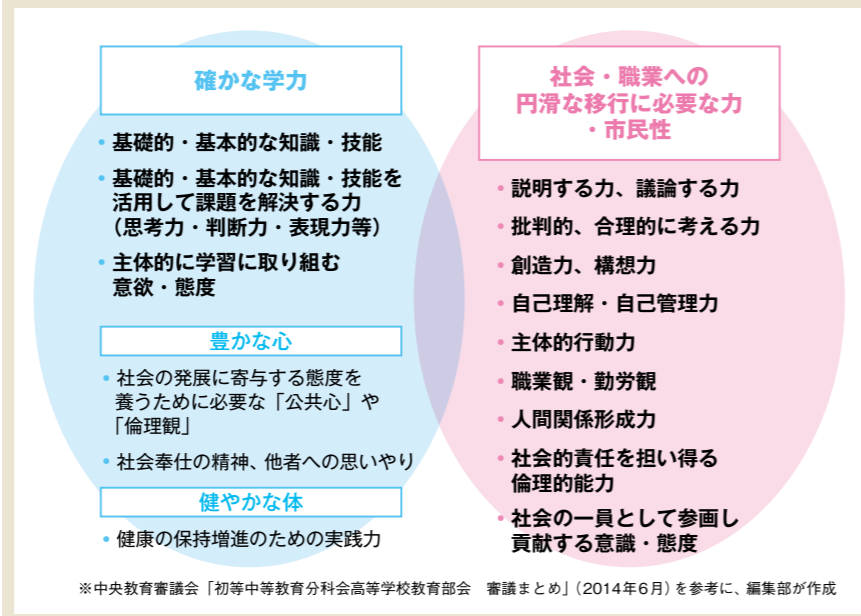 確かな学力
・基礎的・基本的な知識・技能
・基礎的・基本的な知識・技能を
活用して課題を解決する力
（思考力・判断力・表現力等）
・主体的に学習に取り組む
意欲・態度
豊かな心
・社会の発展に寄与する態度を
養うために必要な「公共心」や
「倫理観」
・社会奉仕の精神、他者への思いやり
健やかな体
・健康の保持増進のための実践力
社会・職業への
円滑な移行に必要な力
・市民性
・説明する力、議論する力
・批判的、合理的に考える力
・創造力、構想力
・自己理解・自己管理力
・主体的行動力
・職業観・勤労観
・人間関係形成力
・社会的責任を担い得る
倫理的能力
・社会の一員として参画し
貢献する意識・態度
※中央教育審議会「初等中等教育分科会高等学校教育部会　審議まとめ」（2014年6月）を参考に、編集部が作成